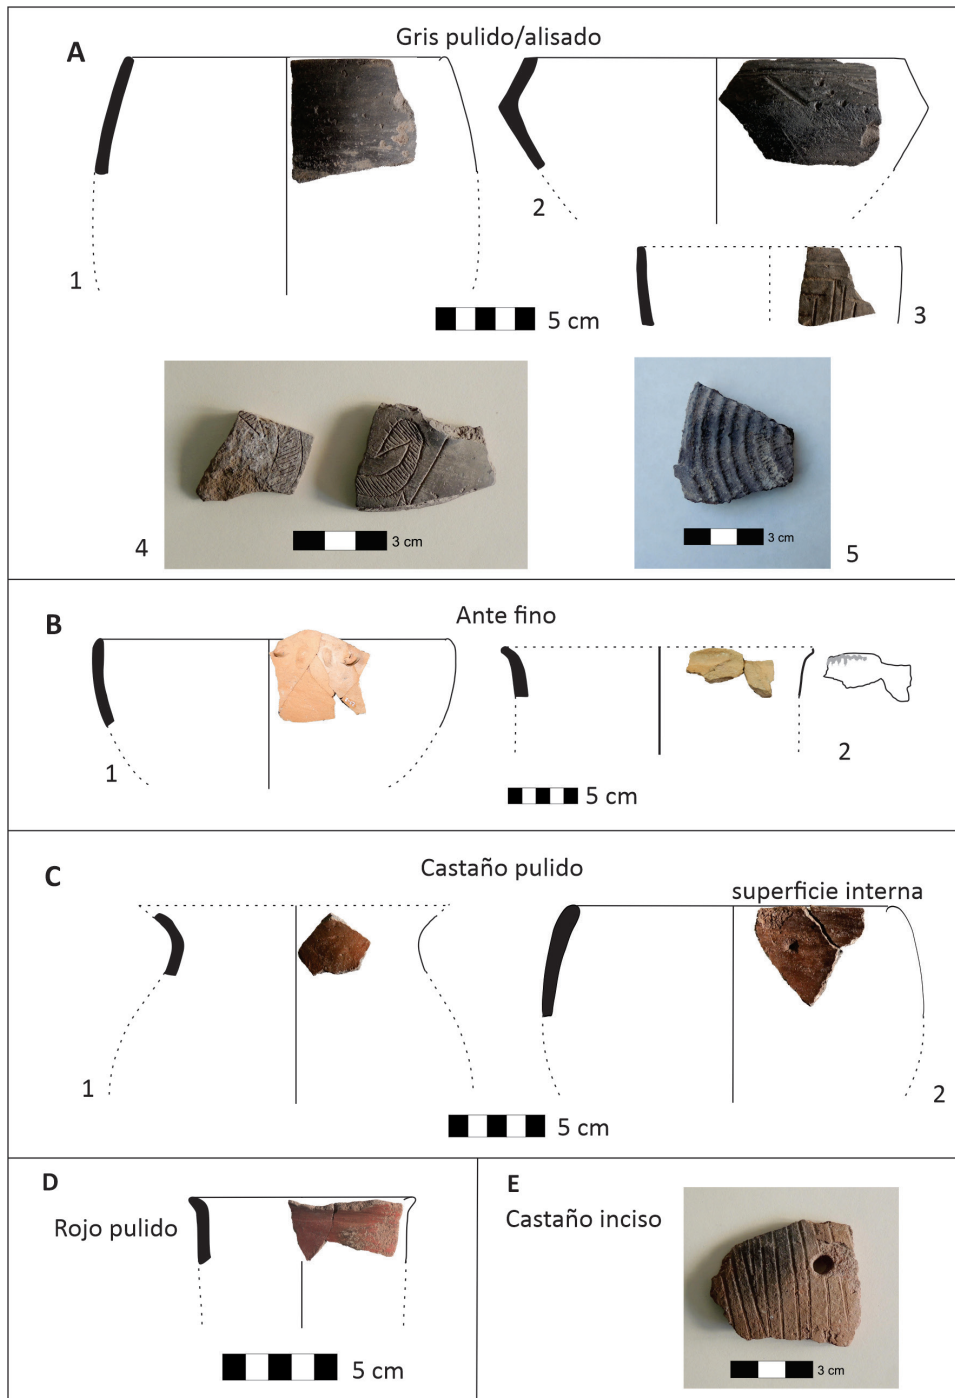 A
Gris pulido/alisado
1
2
3
5 cm
4
3 cm
3 cm
5
B
Ante fino
1
2
5 cm
C
Castaño pulido
superficie interna
1
2
5 cm
D
Rojo pulido
5 cm
E
Castaño inciso
3 cm